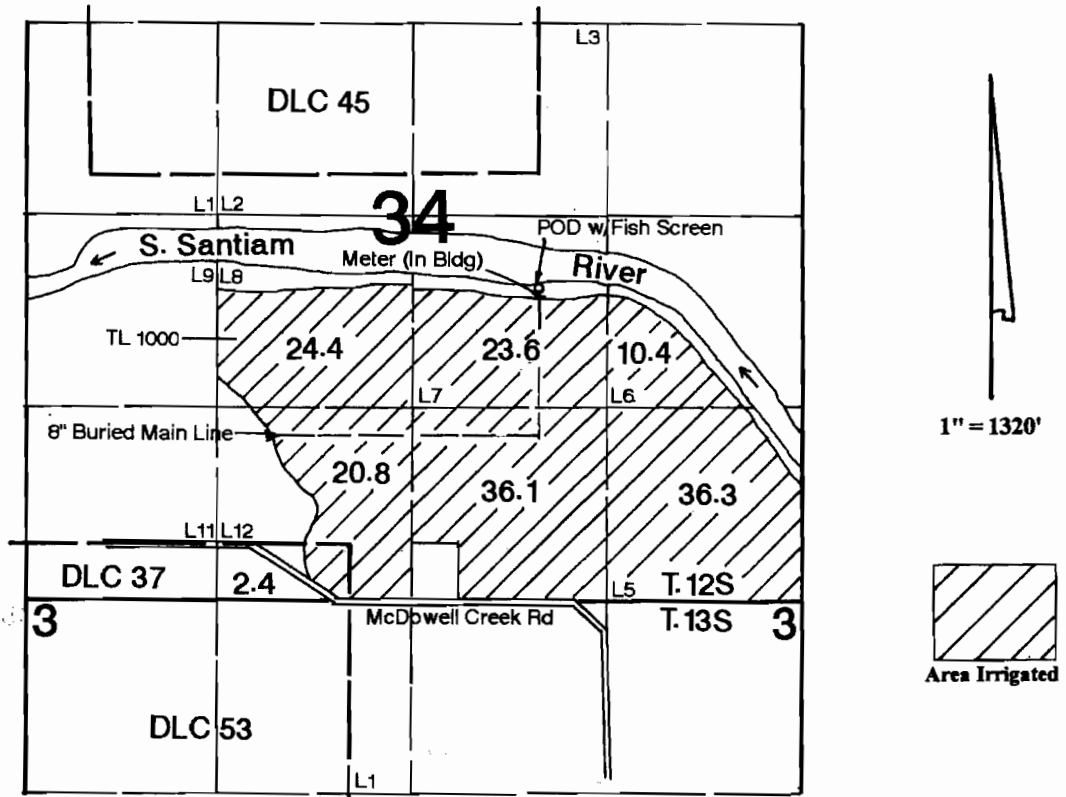 L3
DLC 45
L1 L2
34
POD w/Fish Screen
S. Santiam
Meter (In Bldg)
River
L9 L8
TL 1000
24.4
23.6
10.4
L7
L6
1" = 1320'
8" Buried Main Line
20.8
36.1
36.3
L11 L12
DLC 37
2.4
L5
T.12S
3
McDowell Creek Rd
T.13S
3
Area Irrigated
DLC 53
L1